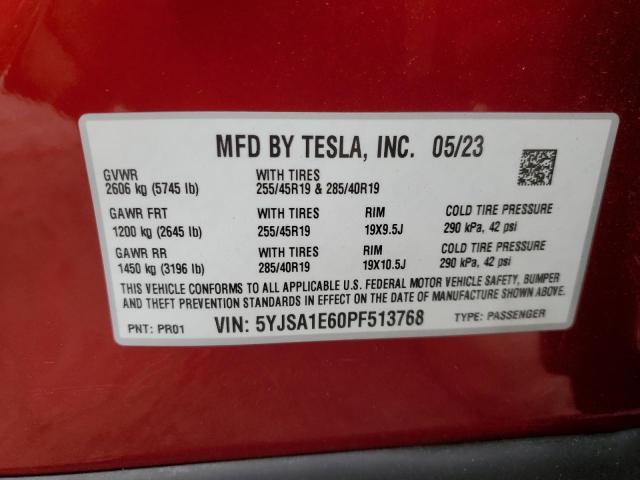 MFD BY TESLA, INC. 05/23
GVWR WITH TIRES
2606 kg (5745 lb) 255/45R19 & 285/40R19
GAWR FRT WITH TIRES RIM COLD TIRE PRESSURE
1200 kg (2645 lb) 255/45R19 19X9.5J 290 kPa, 42 psi
GAWR RR WITH TIRES RIM COLD TIRE PRESSURE
1450 kg (3196 lb) 285/40R19 19X10.5J 290 kPa, 42 psi
THIS VEHICLE CONFORMS TO ALL APPLICABLE U.S. FEDERAL MOTOR VEHICLE SAFETY, BUMPER
AND THEFT PREVENTION STANDARDS IN EFFECT ON THE DATE OF MANUFACTURE SHOWN ABOVE.
PNT: PR01 VIN: 5YJSA1E60PF513768 TYPE: PASSENGER